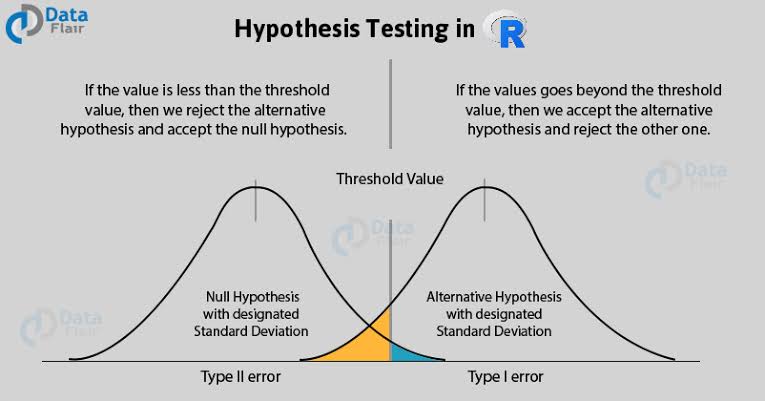 Data
Flair
Hypothesis Testing in R
If the value is less than the threshold
value, then we reject the alternative
hypothesis and accept the null hypothesis.
If the values goes beyond the threshold
value, then we accept the alternative
hypothesis and reject the other one.
Threshold Value
Data
Flair
Data
Flair
Null Hypothesis
with designated
Standard Deviation
Alternative Hypothesis
with designated
Standard Deviation
Data
Flair
Type II error
Type I error